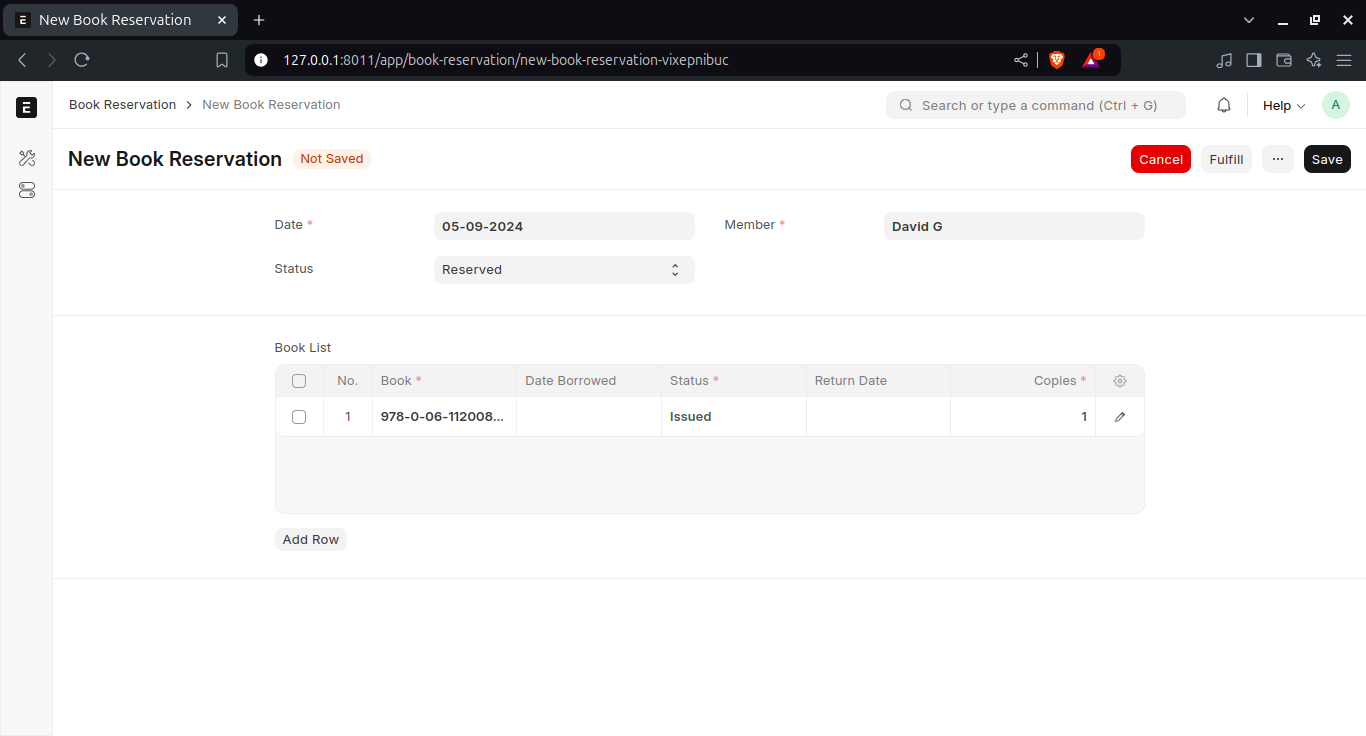 E New Book Reservation
127.0.0.1:8011/app/book-reservation/new-book-reservation-vixepnibuc
1
E
Book Reservation > New Book Reservation
Search or type a command (Ctrl + G)
Help
A
New Book Reservation Not Saved
Cancel Fulfill ... Save
Date * 05-09-2024
Member * David G
Status Reserved
Book List
No. Book * Date Borrowed Status * Return Date Copies *
1 978-0-06-112008... Issued 1
Add Row